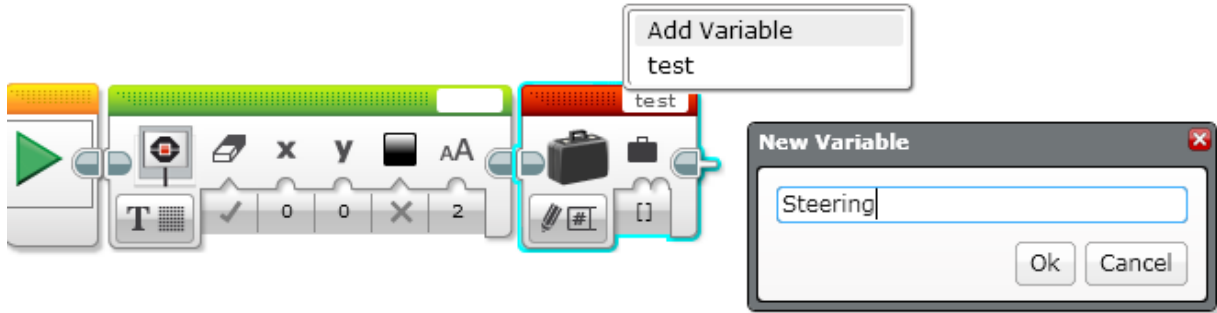 Add Variable
test
test
New Variable
Steering
x y AA
T 0 0 2
# []
Ok Cancel